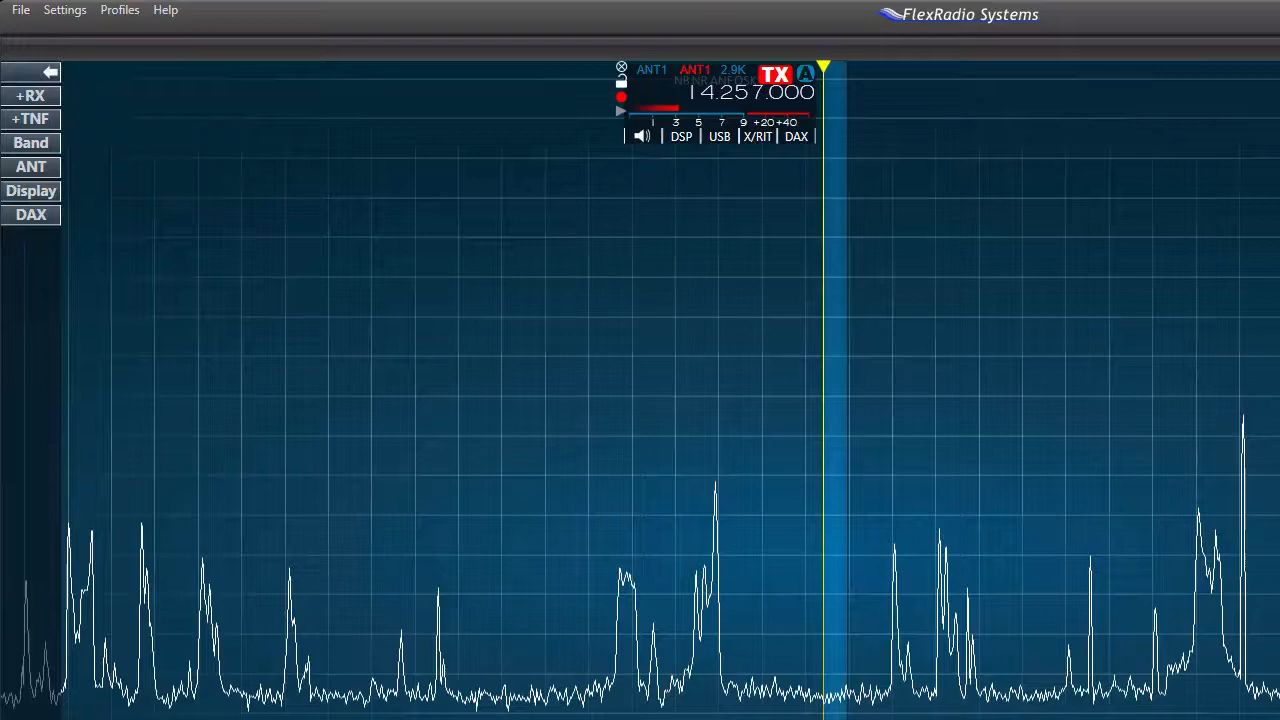 File Settings Profiles Help
FlexRadio Systems
+RX
+TNF
Band
ANT
Display
DAX
ANT1 ANT1 2.9K TX A
14.257.000
1 3 5 7 9 +20 +40
DSP USB X/RIT DAX